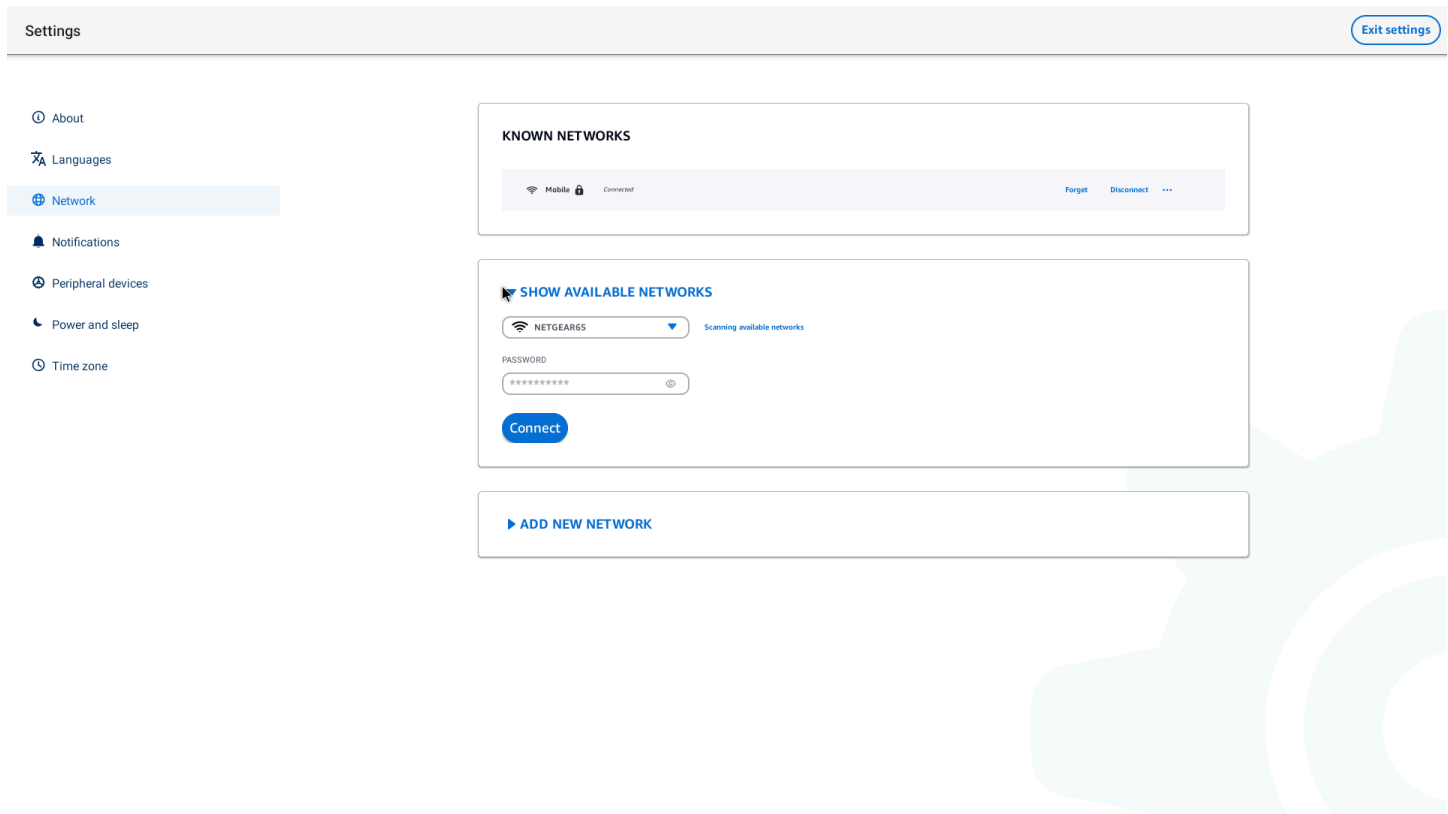 Settings
Exit settings
About
Languages
Network
Notifications
Peripheral devices
Power and sleep
Time zone
KNOWN NETWORKS
Mobile Connected Forget Disconnect ...
SHOW AVAILABLE NETWORKS
NETGEAR65 Scanning available networks
PASSWORD
**********
Connect
ADD NEW NETWORK